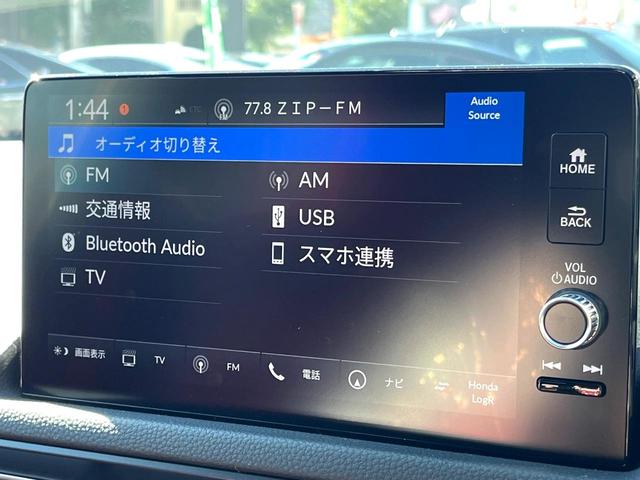 1:44 ETC 77.8 ZIP-FM Audio
Source
オーディオ切り替え
FM AM
交通情報 USB
Bluetooth Audio スマホ連携
TV
HOME
BACK
VOL
AUDIO
画面表示 TV FM 電話 ナビ Honda
LogR